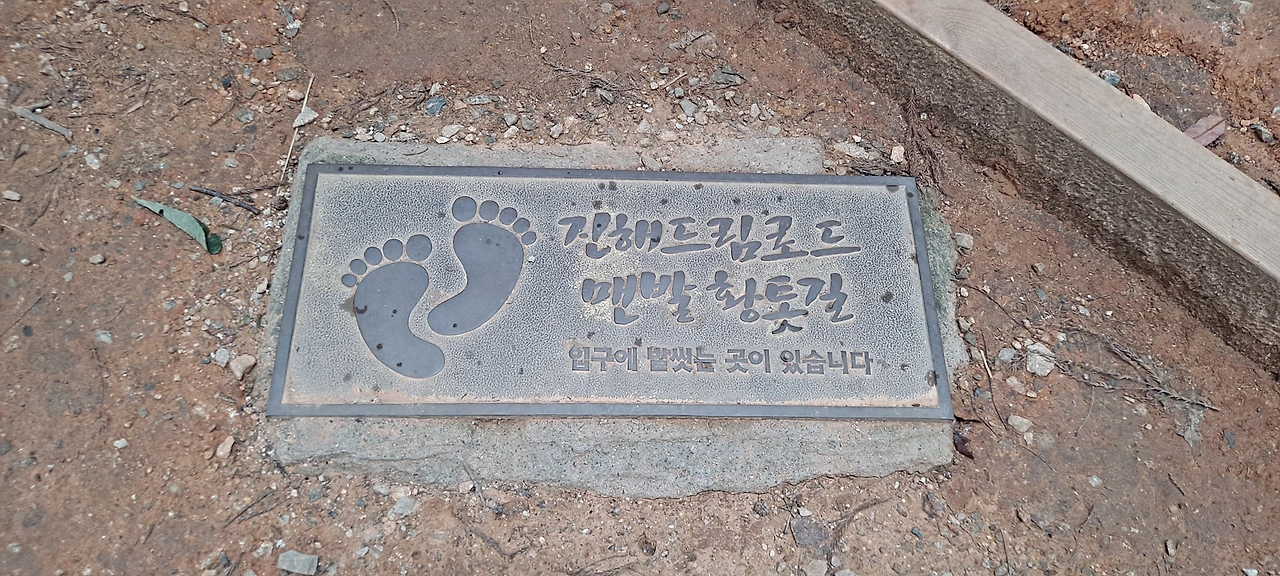 진해드림로드
맨발 황톳길
입구에 발씻는 곳이 있습니다